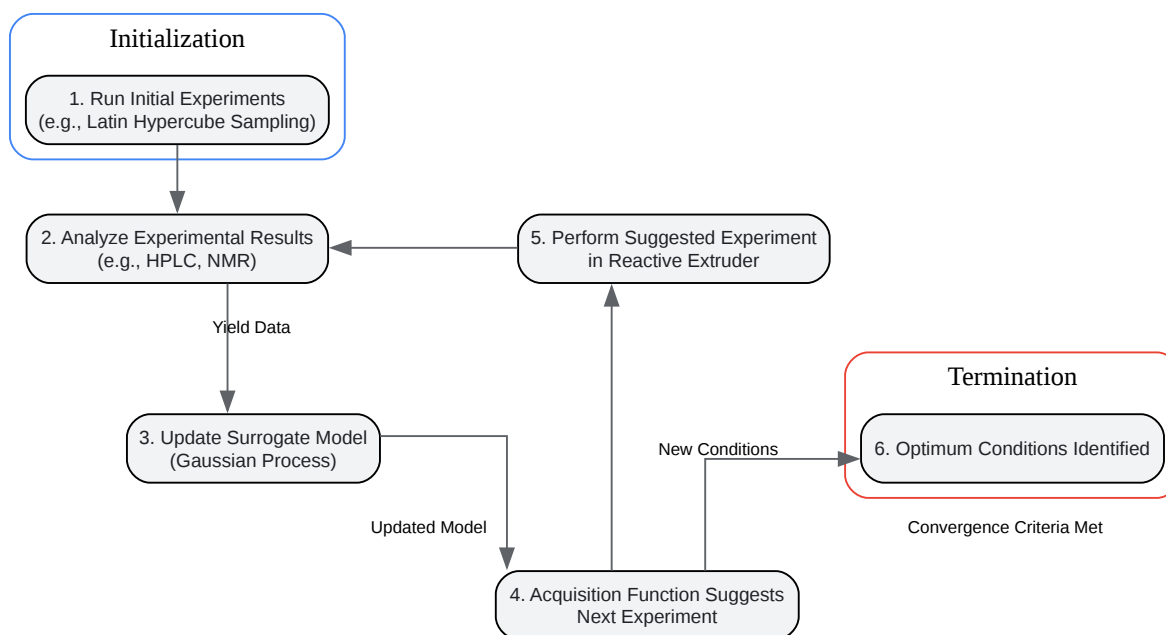 Initialization
1. Run Initial Experiments
(e.g., Latin Hypercube Sampling)
2. Analyze Experimental Results
(e.g., HPLC, NMR)
5. Perform Suggested Experiment
in Reactive Extruder
Yield Data
Termination
3. Update Surrogate Model
(Gaussian Process)
New Conditions
6. Optimum Conditions Identified
Updated Model
Convergence Criteria Met
4. Acquisition Function Suggests
Next Experiment